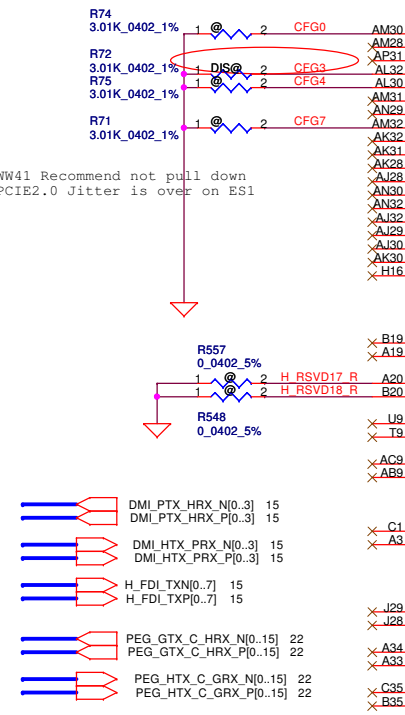 R74
3.01K_0402_1%
1 @ 2 CFG0 AM30
AM28
AP31
R72
3.01K_0402_1%
1 DIS@ 2 CFG3 AL32
R75
3.01K_0402_1%
1 @ 2 CFG4 AL30
AM31
AN29
R71
3.01K_0402_1%
1 @ 2 CFG7 AM32
AK32
AK31
AK28
WW41 Recommend not pull down
AJ28
PCIE2.0 Jitter is over on ES1
AN30
AN32
AJ32
AJ29
AJ30
AK30
H16
B19
A19
R557
0_0402_5%
1 @ 2 H_RSVD17_R A20
1 @ 2 H_RSVD18_R B20
R548
0_0402_5%
U9
T9
AC9
AB9
DMI_PTX_HRX_N[0..3] 15
DMI_PTX_HRX_P[0..3] 15
C1
A3
DMI_HTX_PRX_N[0..3] 15
DMI_HTX_PRX_P[0..3] 15
H_FDI_TXN[0..7] 15
H_FDI_TXP[0..7] 15
J29
J28
PEG_GTX_C_HRX_N[0..15] 22
PEG_GTX_C_HRX_P[0..15] 22
A34
A33
PEG_HTX_C_GRX_N[0..15] 22
PEG_HTX_C_GRX_P[0..15] 22
C35
B35